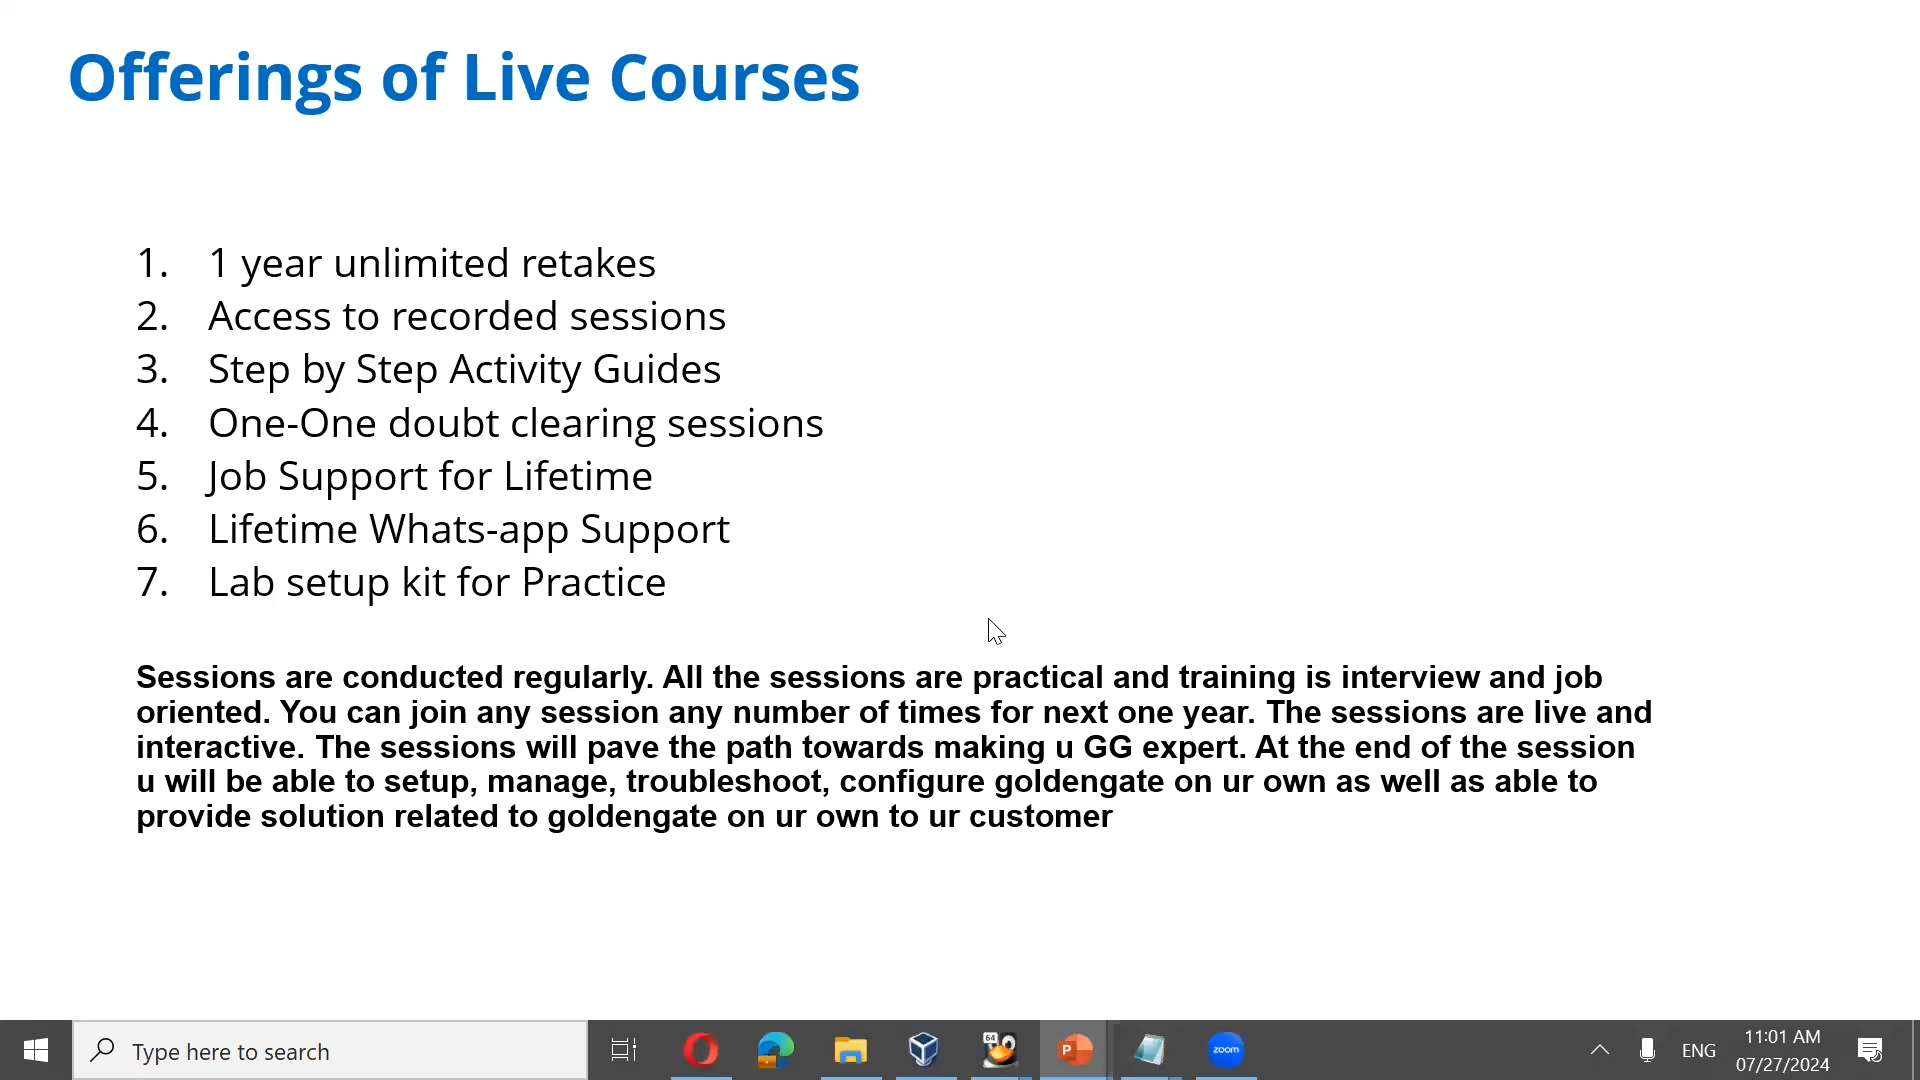 Offerings of Live Courses
1. 1 year unlimited retakes
2. Access to recorded sessions
3. Step by Step Activity Guides
4. One-One doubt clearing sessions
5. Job Support for Lifetime
6. Lifetime Whats-app Support
7. Lab setup kit for Practice
Sessions are conducted regularly. All the sessions are practical and training is interview and job
oriented. You can join any session any number of times for next one year. The sessions are live and
interactive. The sessions will pave the path towards making u GG expert. At the end of the session
u will be able to setup, manage, troubleshoot, configure goldengate on ur own as well as able to
provide solution related to goldengate on ur own to ur customer
Type here to search
64
P
zoom
ENG
11:01 AM
07/27/2024